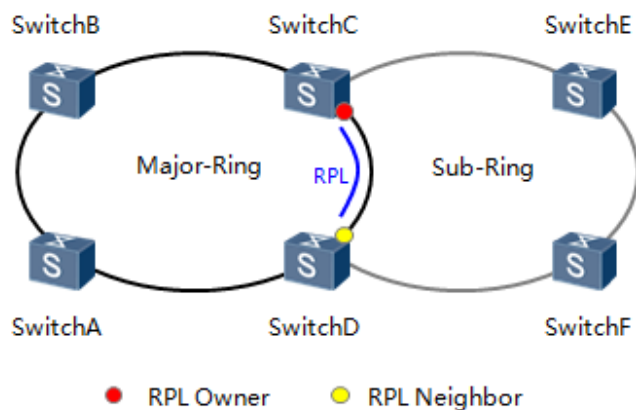 SwitchB
SwitchC
SwitchE
S
S
S
Major-Ring
RPL
Sub-Ring
S
S
S
SwitchA
SwitchD
SwitchF
RPL Owner
RPL Neighbor